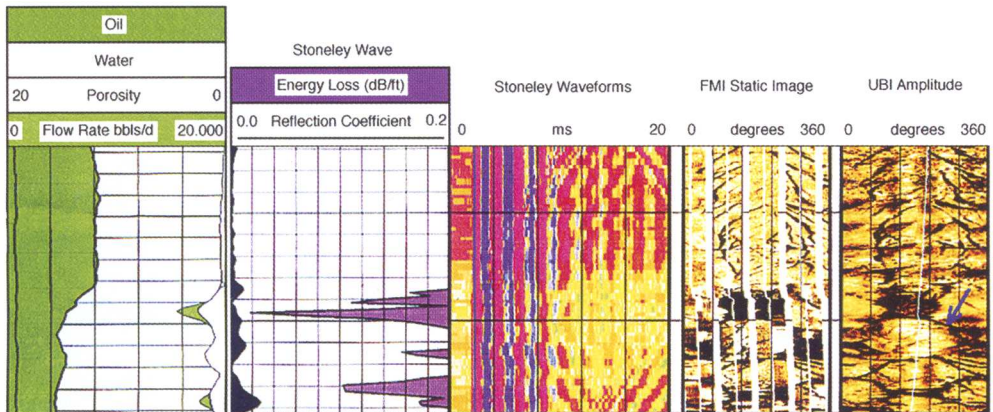 Oil
Water
20 Porosity 0
0 Flow Rate bbls/d 20.000
Stoneley Wave
Energy Loss (dB/ft)
0.0 Reflection Coefficient 0.2
Stoneley Waveforms
0 ms 20
FMI Static Image
0 degrees 360
UBI Amplitude
0 degrees 360